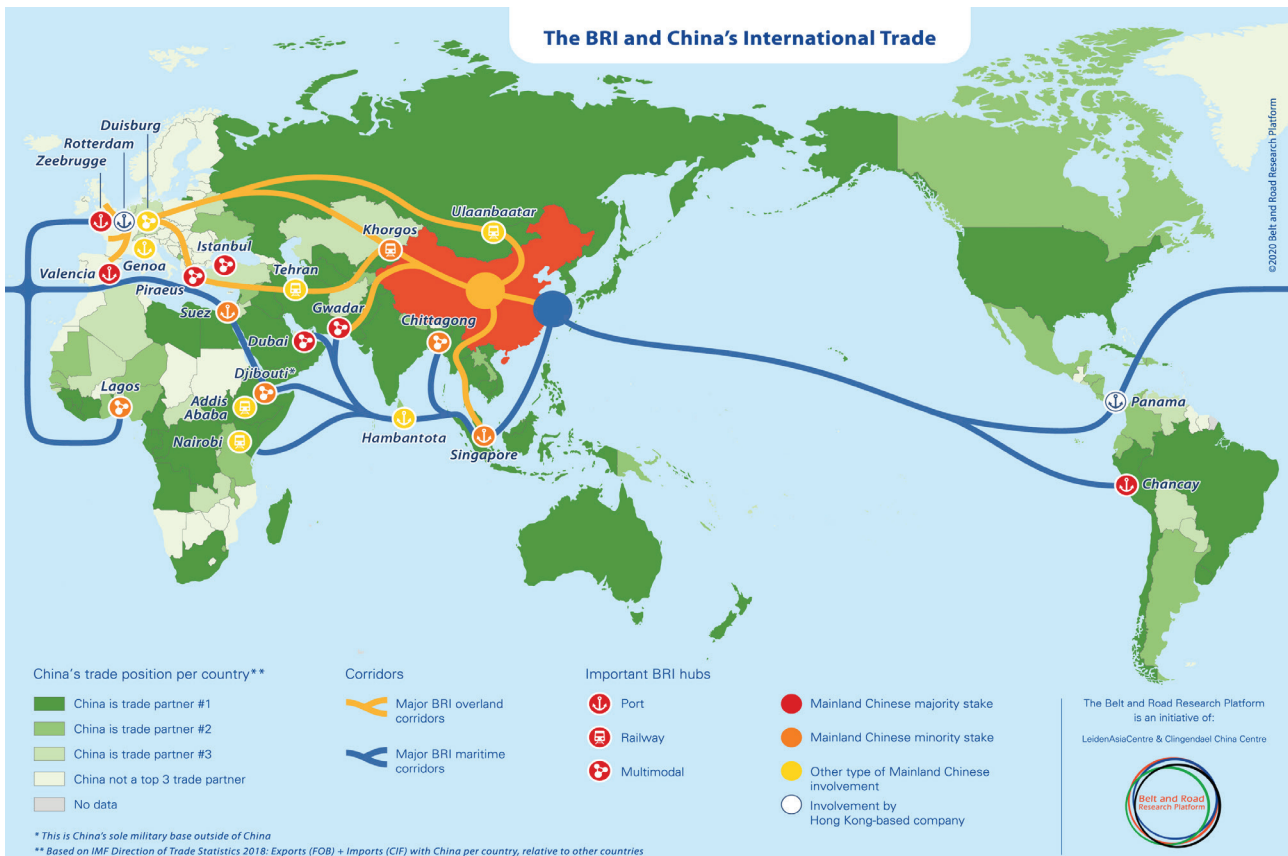 The BRI and China's International Trade
©2020 Belt and Road Research Platform
Duisburg
Rotterdam
Zeebrugge
Ulaanbaatar
Khorgos
Istanbul
Genoa
Valencia
Piraeus
Tehran
Suez
Gwadar
Dubai
Chittagong
Djibouti*
Lagos
Addis
Ababa
Nairobi
Hambantota
Singapore
Panama
Chancay
China's trade position per country**
China is trade partner #1
China is trade partner #2
China is trade partner #3
China not a top 3 trade partner
No data
Corridors
Major BRI overland
corridors
Major BRI maritime
corridors
Important BRI hubs
Port
Railway
Multimodal
Mainland Chinese majority stake
Mainland Chinese minority stake
Other type of Mainland Chinese
involvement
Involvement by
Hong Kong-based company
The Belt and Road Research Platform
is an initiative of:
LeidenAsiaCentre & Clingendael China Centre
Belt and Road
Research Platform
* This is China's sole military base outside of China
** Based on IMF Direction of Trade Statistics 2018: Exports (FOB) + Imports (CIF) with China per country, relative to other countries